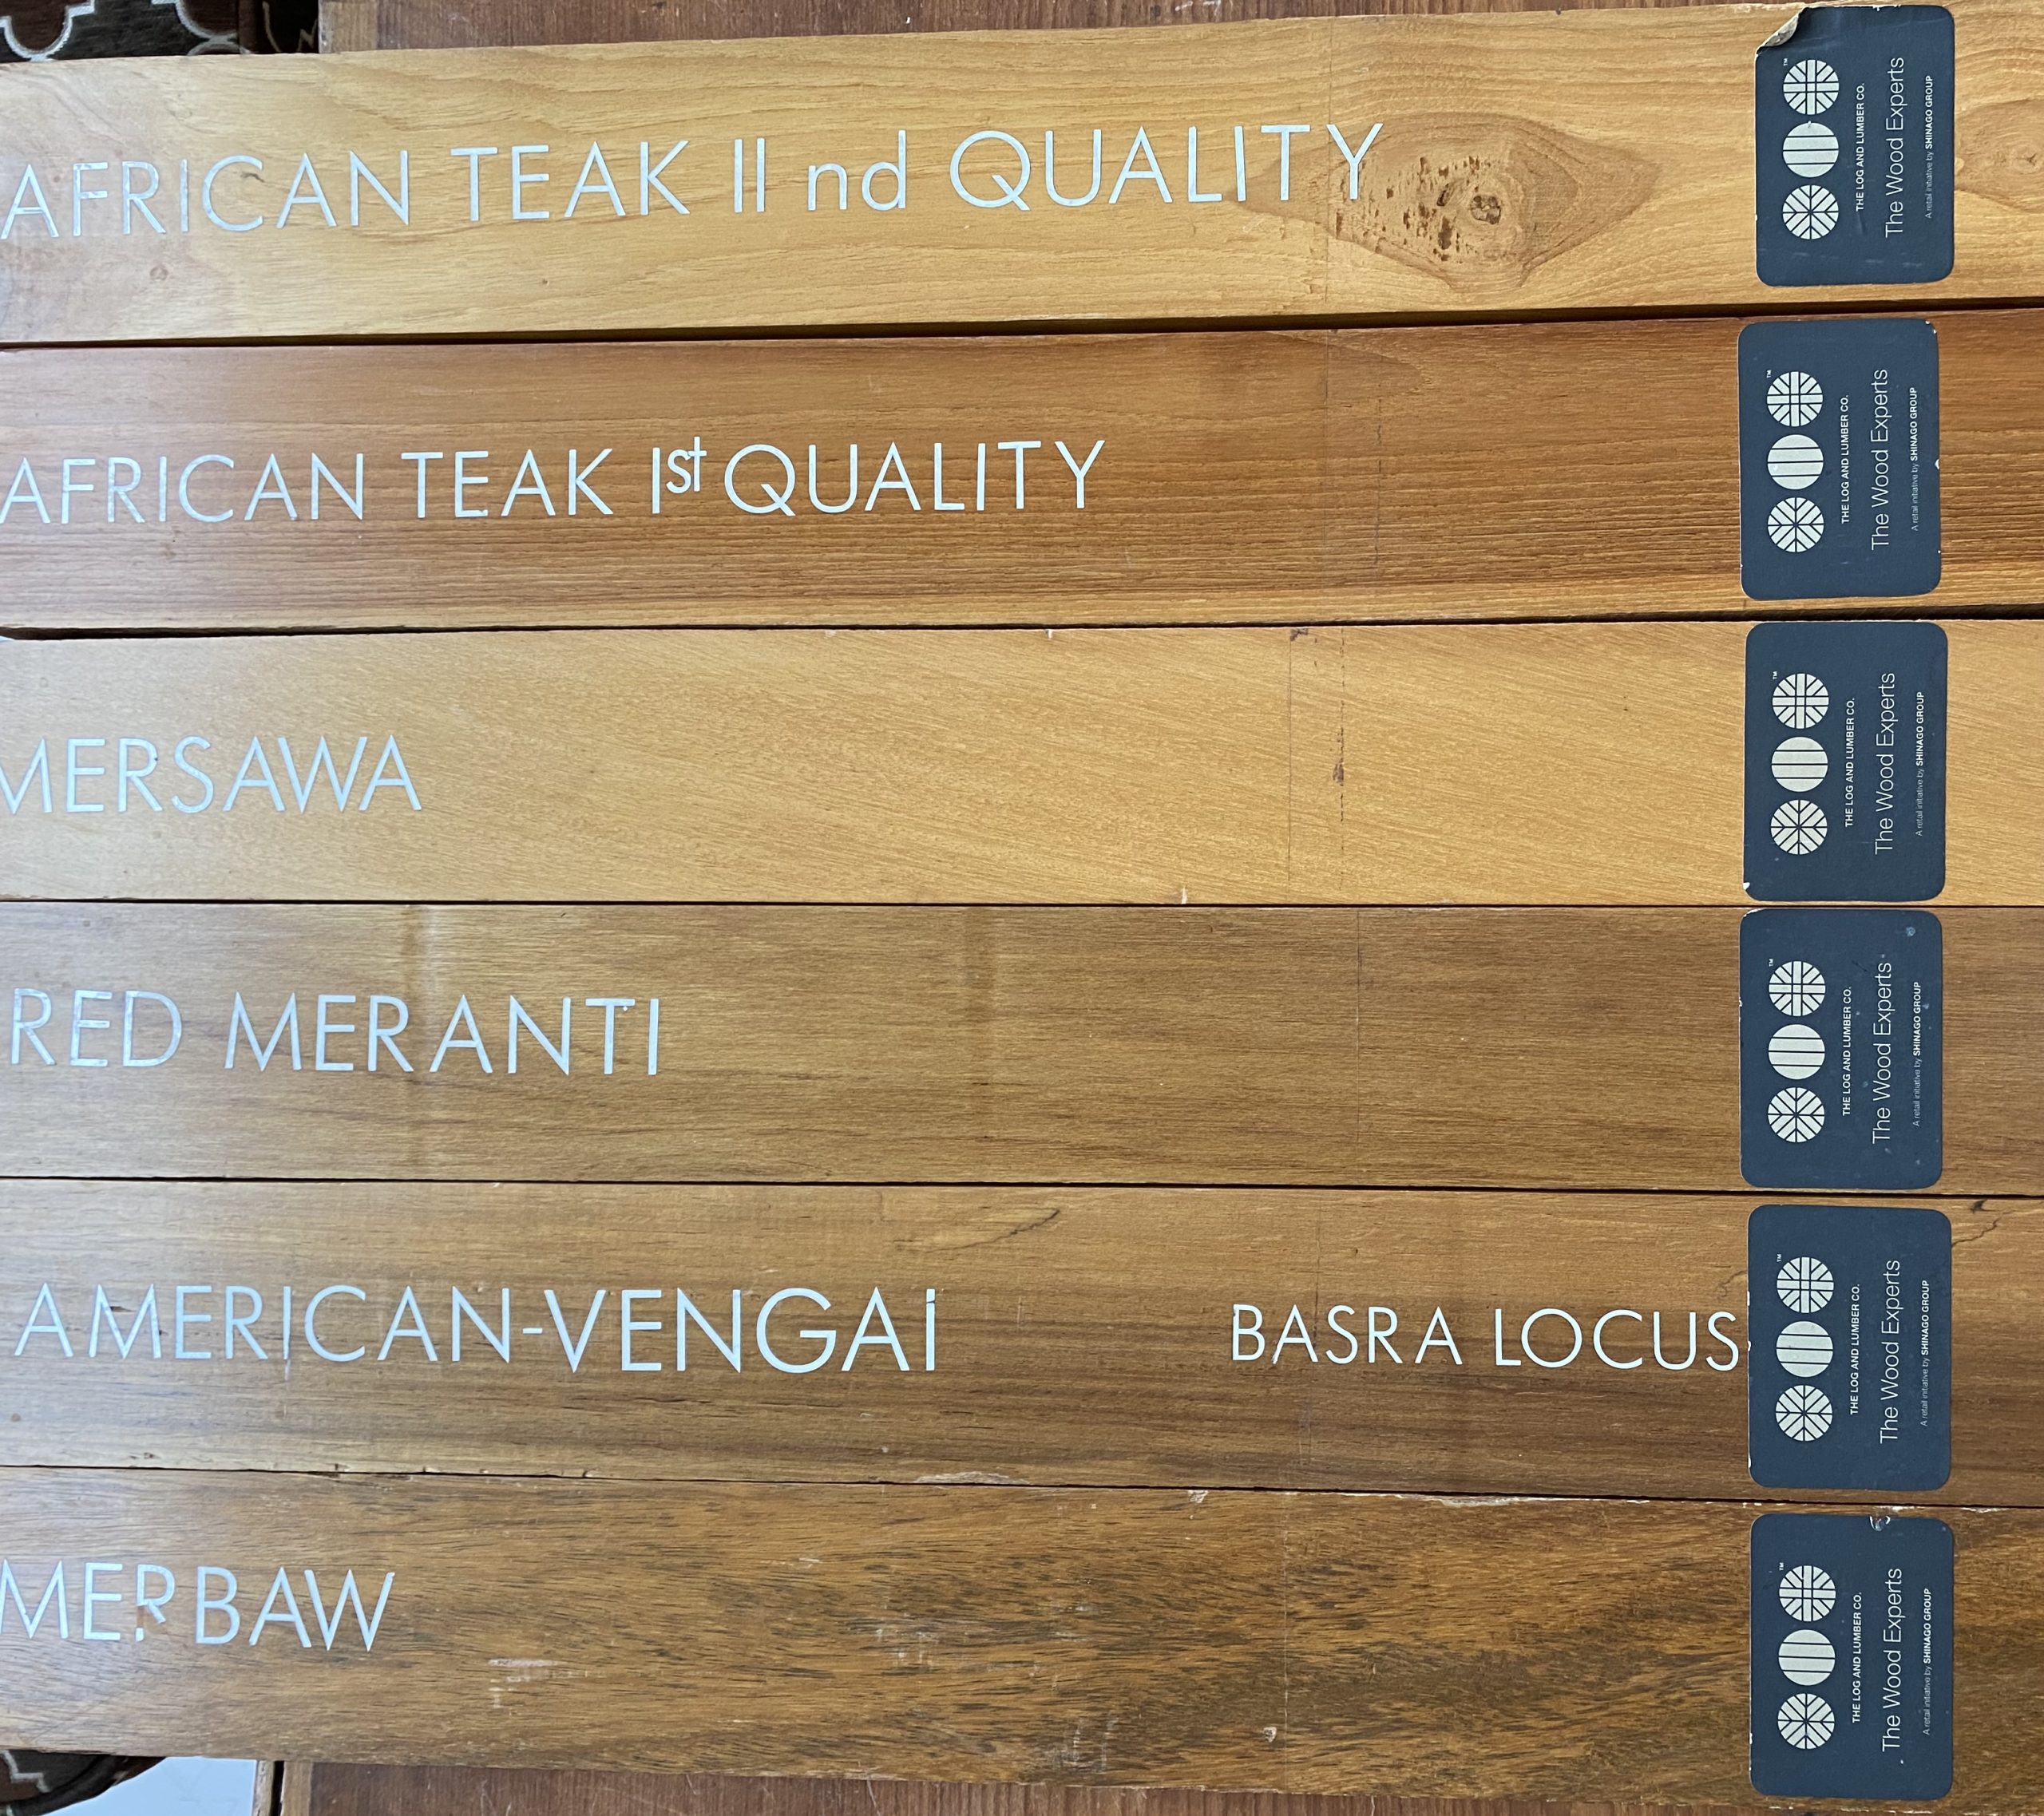 AFRICAN TEAK II nd QUALITY
THE LOG AND LUMBER CO.
The Wood Experts
A retail initiative by SHINAGO GROUP
AFRICAN TEAK Ist QUALITY
THE LOG AND LUMBER CO.
The Wood Experts
A retail initiative by SHINAGO GROUP
MERSAWA
THE LOG AND LUMBER CO.
The Wood Experts
A retail initiative by SHINAGO GROUP
RED MERANTI
THE LOG AND LUMBER CO.
The Wood Experts
A retail initiative by SHINAGO GROUP
AMERICAN-VENGAI BASRA LOCUS
THE LOG AND LUMBER CO.
The Wood Experts
A retail initiative by SHINAGO GROUP
MERBAW
THE LOG AND LUMBER CO.
The Wood Experts
A retail initiative by SHINAGO GROUP